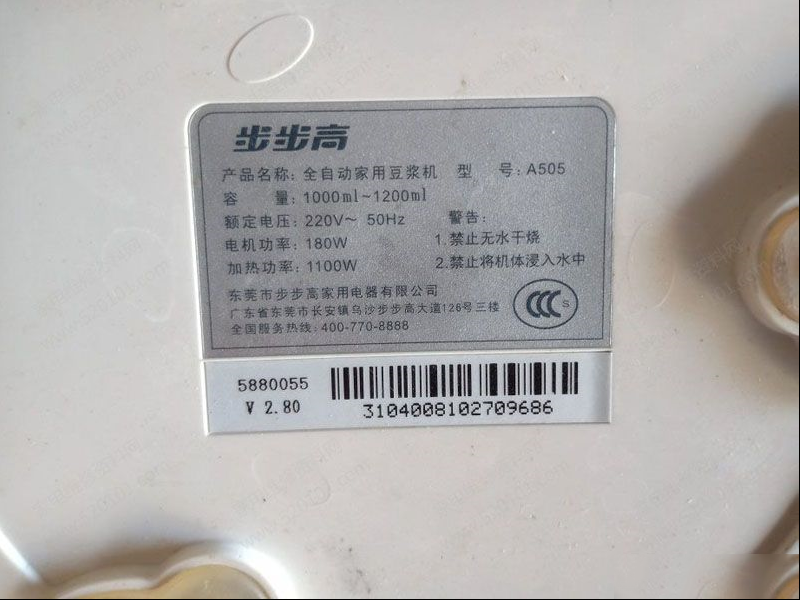 步步高
产品名称: 全自动家用豆浆机 型 号: A505
容 量: 1000ml~1200ml
额定电压: 220V~ 50Hz 警告:
电机功率: 180W 1.禁止无水干烧
加热功率: 1100W 2.禁止将机体浸入水中
东莞市步步高家用电器有限公司
广东省东莞市长安镇乌沙步步高大道126号三楼
全国服务热线: 400-770-8888
CCC S
5880055
V 2.80
3104008102709686